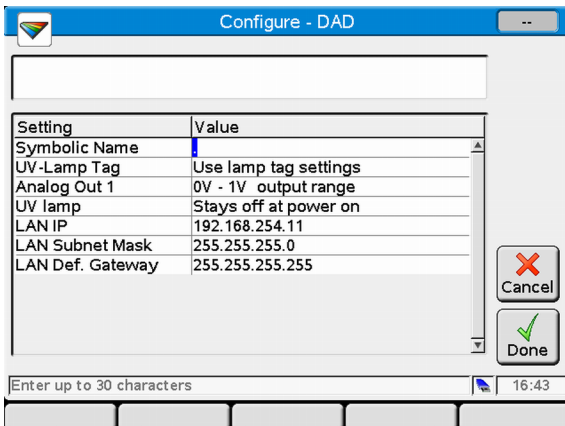 Configure - DAD
--
Setting Value
Symbolic Name .
UV-Lamp Tag Use lamp tag settings
Analog Out 1 0V - 1V output range
UV lamp Stays off at power on
LAN IP 192.168.254.11
LAN Subnet Mask 255.255.255.0
LAN Def. Gateway 255.255.255.255
Cancel
Done
Enter up to 30 characters
16:43